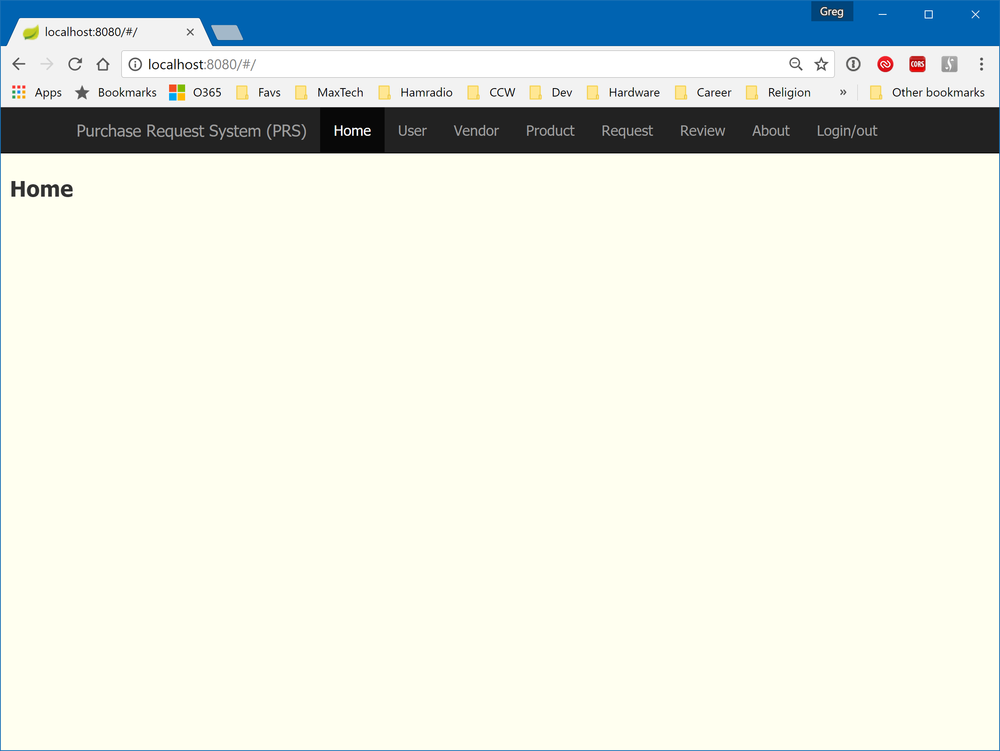 Greg
localhost:8080/#/
localhost:8080/#/
CORS
Apps Bookmarks O365 Favs MaxTech Hamradio CCW Dev Hardware Career Religion » Other bookmarks
Purchase Request System (PRS) Home User Vendor Product Request Review About Login/out
Home